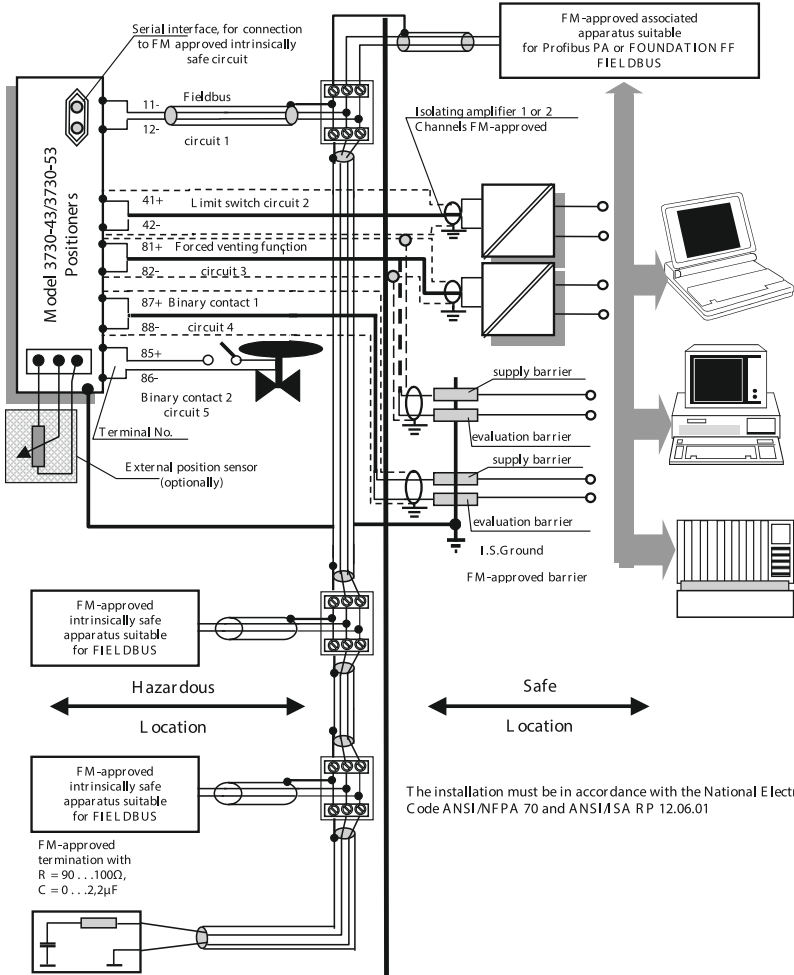 Serial interface, for connection
to FM approved intrinsically
safe circuit
FM-approved associated
apparatus suitable
for Profibus PA or FOUNDATION FF
FIELDBUS
Model 3730-43/3730-53
Positioners
11-
12-
Fieldbus
circuit 1
Isolating amplifier 1 or 2
Channels FM-approved
41+
Limit switch circuit 2
42-
81+ Forced venting function
82-
circuit 3
87+ Binary contact 1
88-
circuit 4
85+
86-
Binary contact 2
circuit 5
Terminal No.
External position sensor
(optionally)
supply barrier
evaluation barrier
supply barrier
evaluation barrier
I.S.Ground
FM-approved barrier
FM-approved
intrinsically safe
apparatus suitable
for FIELDBUS
Hazardous
Location
Safe
Location
FM-approved
intrinsically safe
apparatus suitable
for FIELDBUS
The installation must be in accordance with the National Electr
Code ANSI/NFPA 70 and ANSI/ISA RP 12.06.01
FM-approved
termination with
R = 90 . . .100Ω,
C = 0 . . .2,2µF